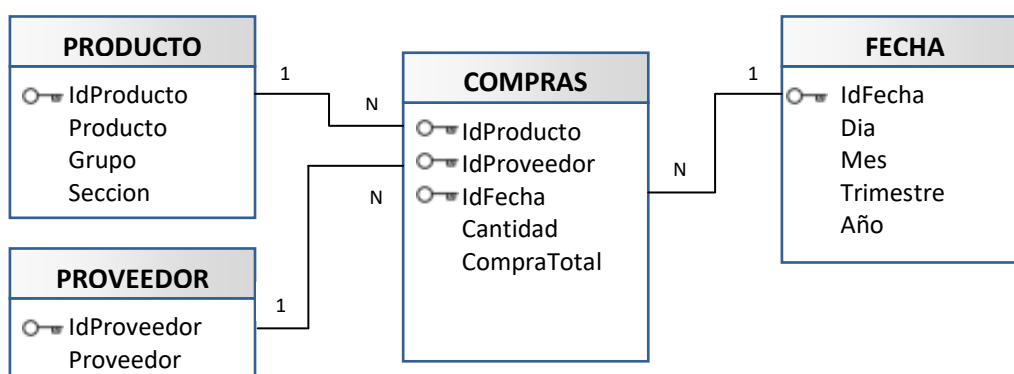 PRODUCTO
IdProducto
Producto
Grupo
Seccion
1
N
COMPRAS
IdProducto
IdProveedor
IdFecha
Cantidad
CompraTotal
1
N
FECHA
IdFecha
Dia
Mes
Trimestre
Año
PROVEEDOR
IdProveedor
Proveedor
1
N